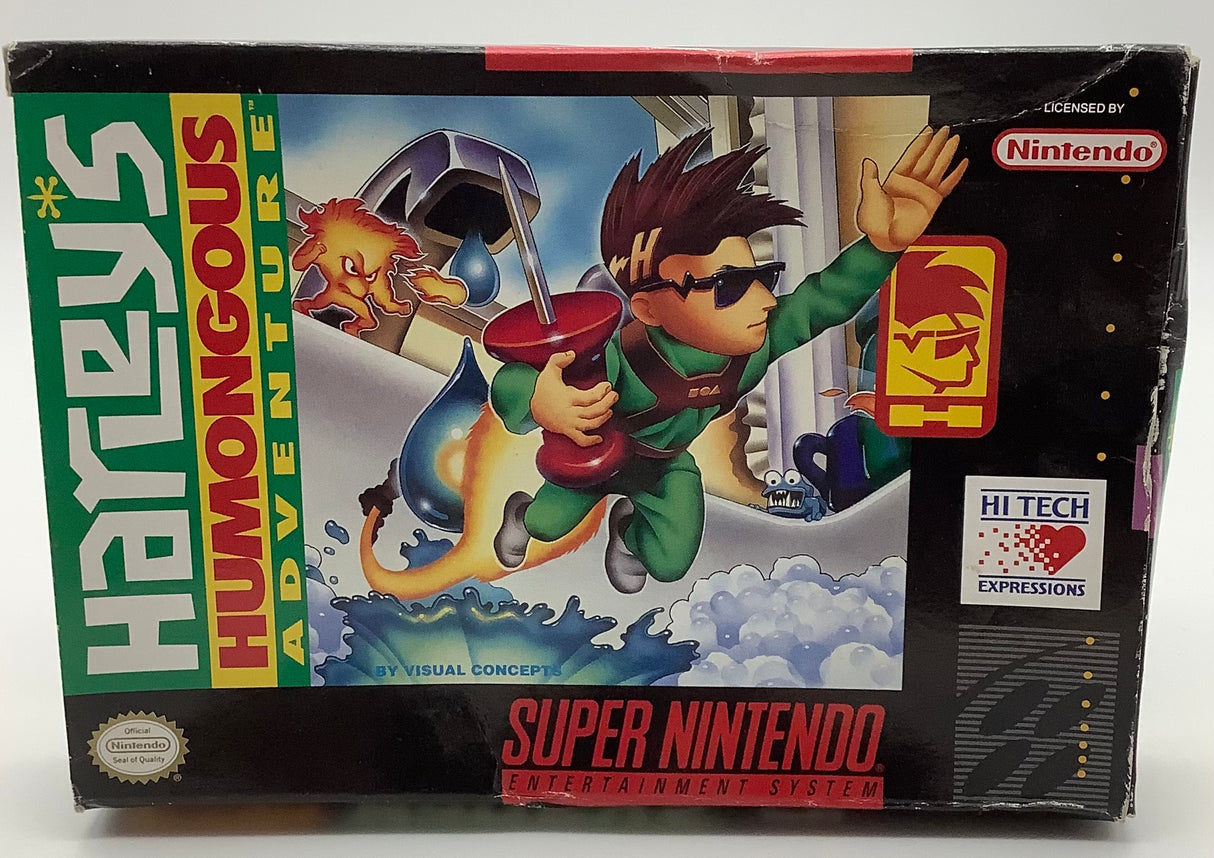 Harley's
HUMONGOUS
ADVENTURE™
LICENSED BY
Nintendo®
H
HI TECH
EXPRESSIONS
BY VISUAL CONCEPTS
Official
Nintendo
Seal of Quality
®
SUPER NINTENDO®
ENTERTAINMENT SYSTEM